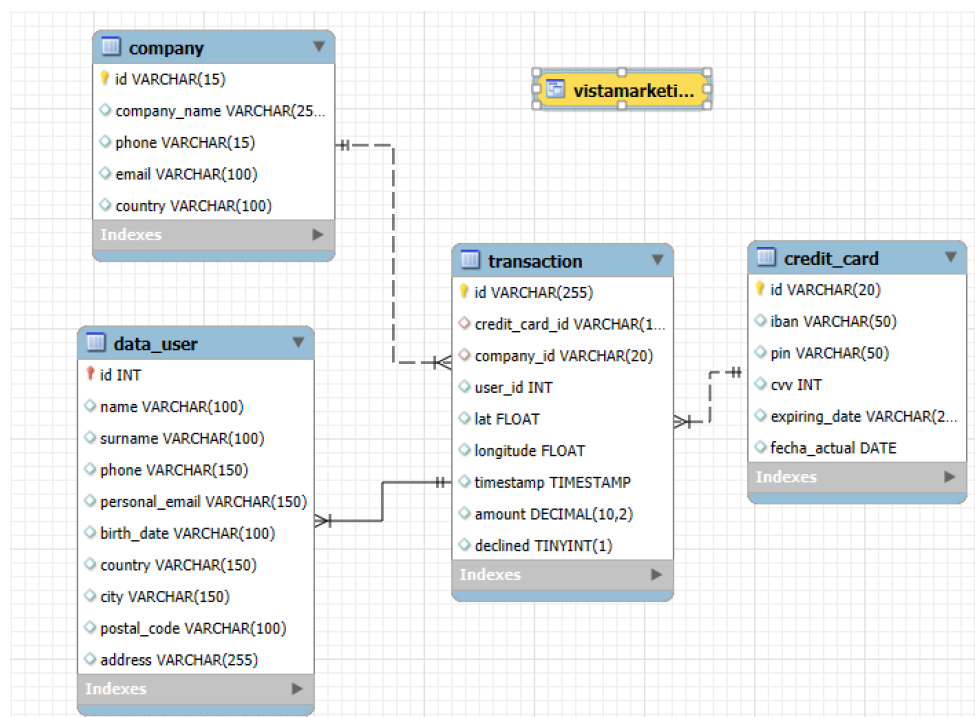 company
id VARCHAR(15)
company_name VARCHAR(25...
phone VARCHAR(15)
email VARCHAR(100)
country VARCHAR(100)
Indexes
vistamarketi...
transaction
id VARCHAR(255)
credit_card_id VARCHAR(1...
company_id VARCHAR(20)
user_id INT
lat FLOAT
longitude FLOAT
timestamp TIMESTAMP
amount DECIMAL(10,2)
declined TINYINT(1)
Indexes
credit_card
id VARCHAR(20)
iban VARCHAR(50)
pin VARCHAR(50)
cvv INT
expiring_date VARCHAR(2...
fecha_actual DATE
Indexes
data_user
id INT
name VARCHAR(100)
surname VARCHAR(100)
phone VARCHAR(150)
personal_email VARCHAR(150)
birth_date VARCHAR(100)
country VARCHAR(150)
city VARCHAR(150)
postal_code VARCHAR(100)
address VARCHAR(255)
Indexes